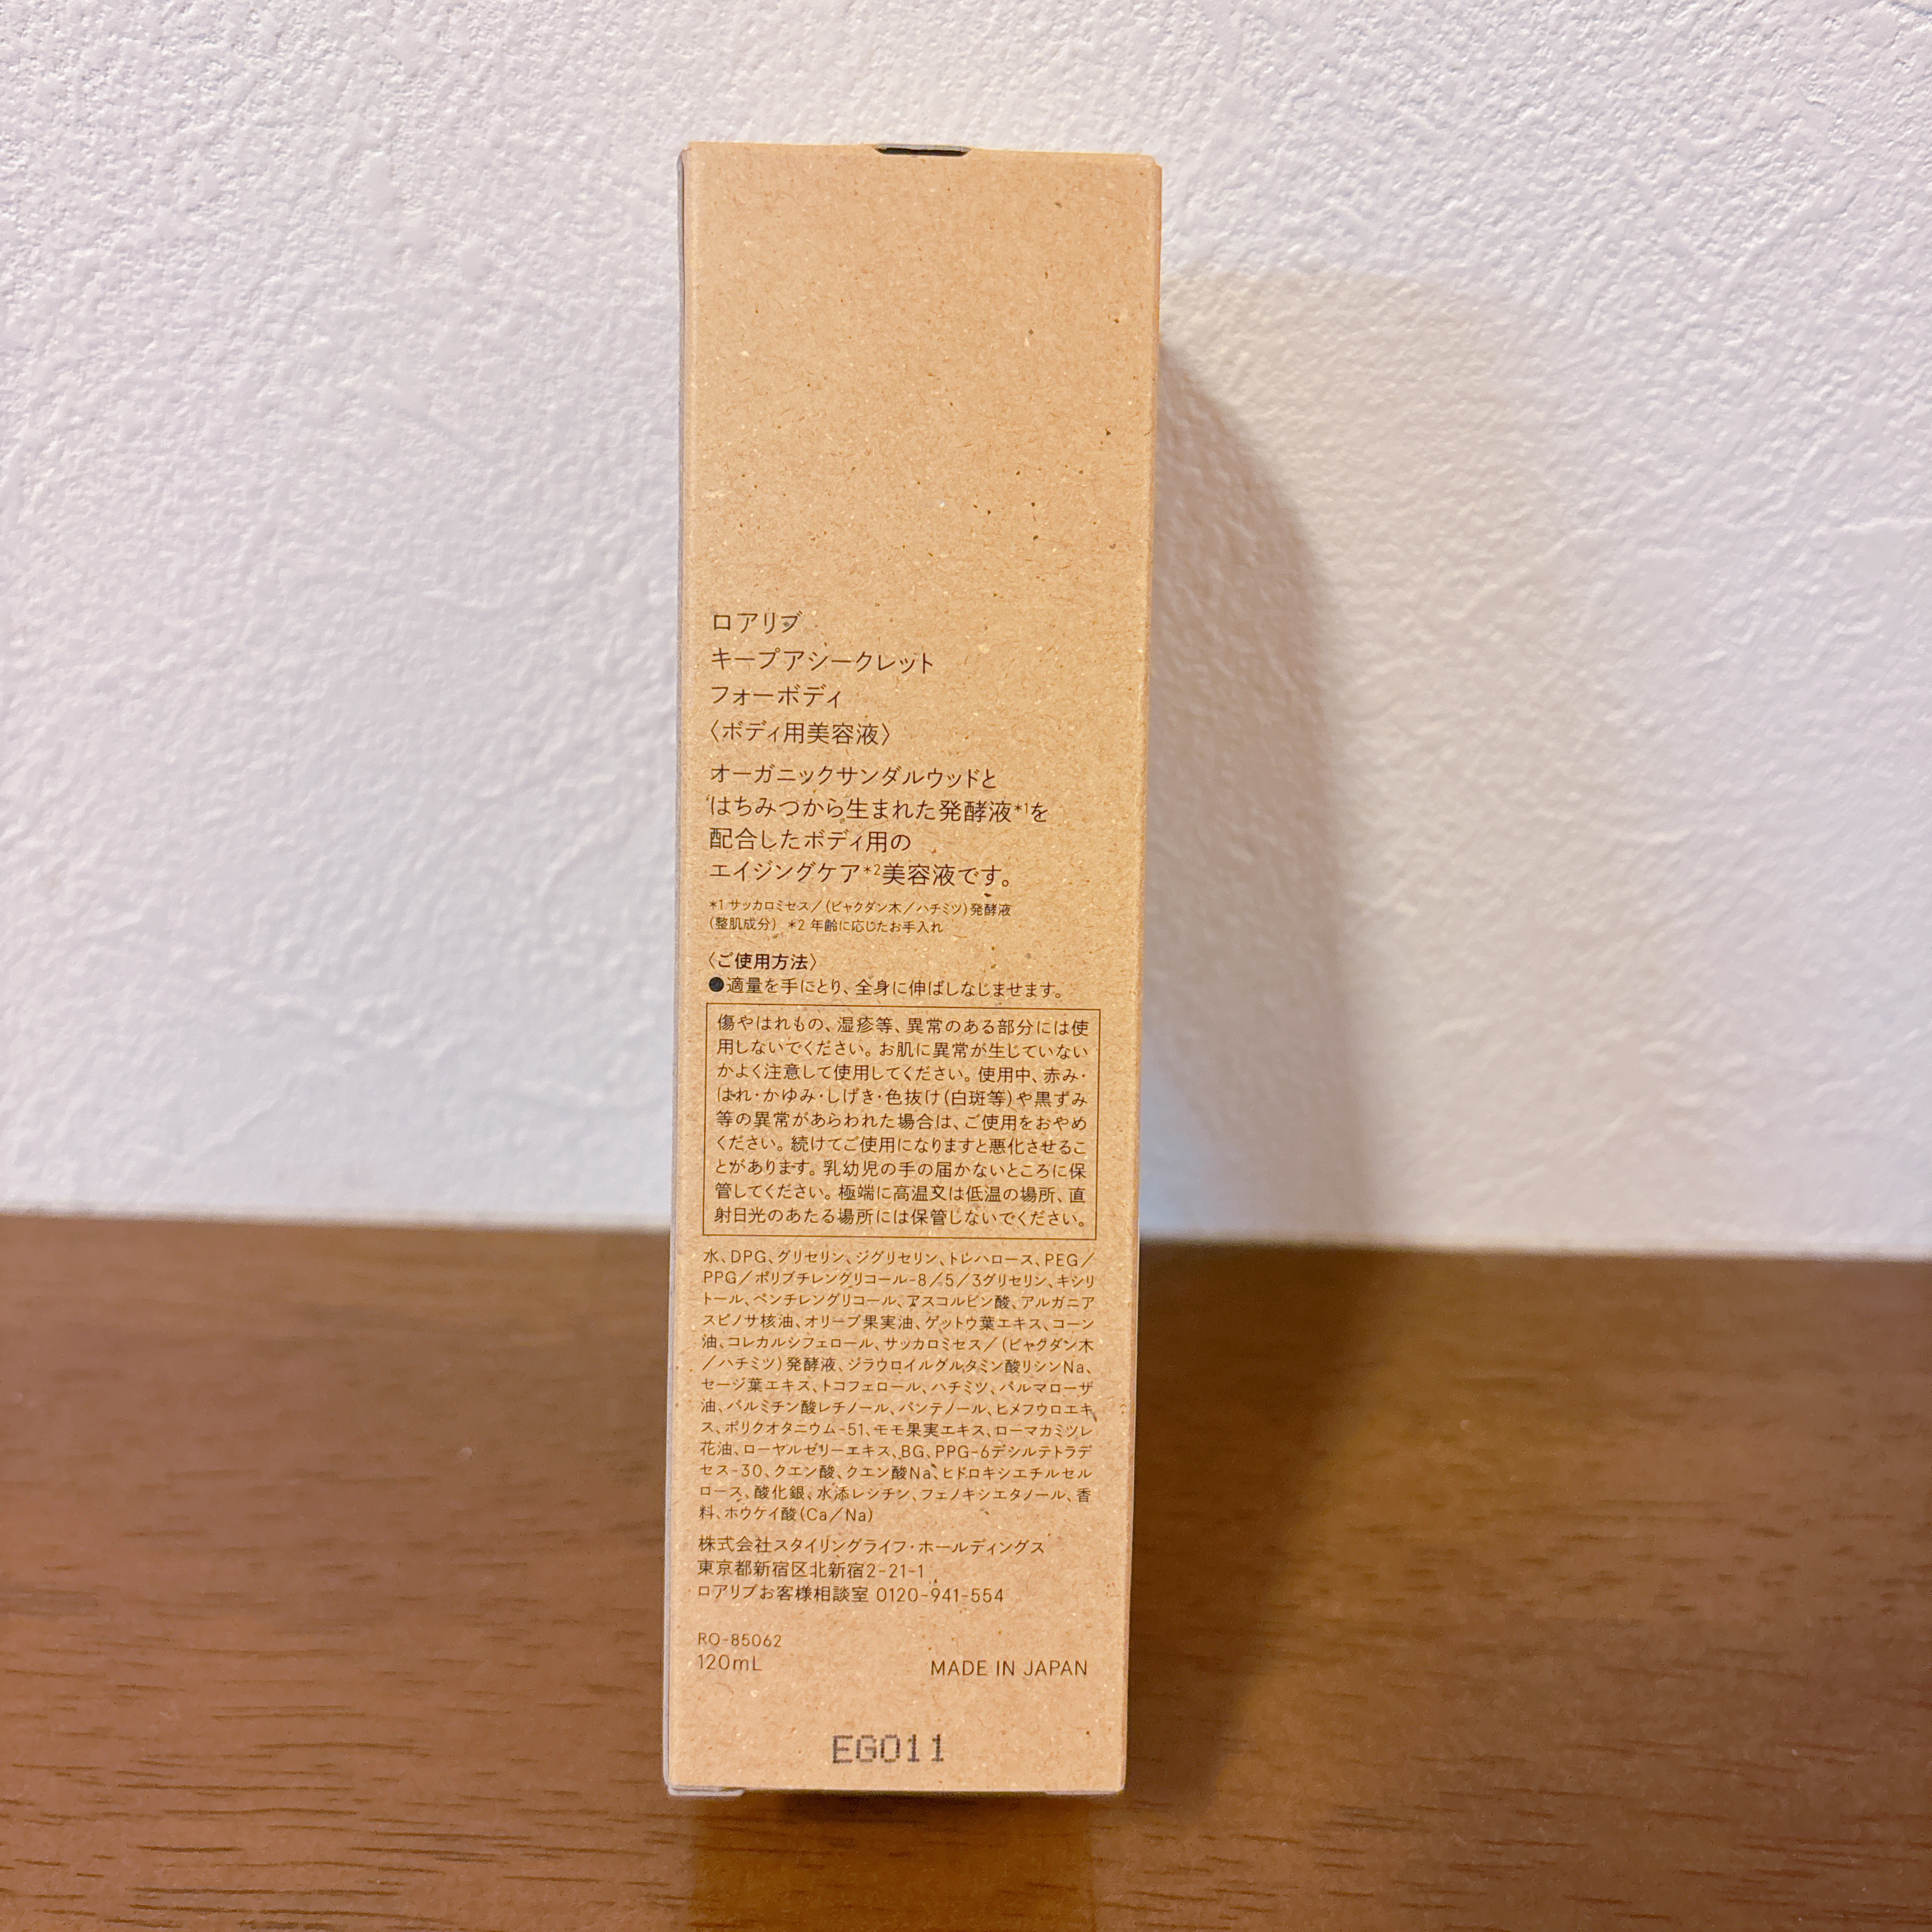 ロアリブ
キープアシークレット
フォーボディ
〈ボディ用美容液〉
オーガニックサンダルウッドと
はちみつから生まれた発酵液*1を
配合したボディ用の
エイジングケア*2美容液です。
*1 サッカロミセス/(ビャクダン木/ハチミツ)発酵液
(整肌成分) *2 年齢に応じたお手入れ
〈ご使用方法〉
●適量を手にとり、全身に伸ばしなじませます。
傷やはれもの、湿疹等、異常のある部分には使
用しないでください。お肌に異常が生じていない
かよく注意して使用してください。使用中、赤み・
はれ・かゆみ・しげき・色抜け(白斑等)や黒ずみ
等の異常があらわれた場合は、ご使用をおやめ
ください。続けてご使用になりますと悪化させるこ
とがあります。乳幼児の手の届かないところに保
管してください。極端に高温又は低温の場所、直
射日光のあたる場所には保管しないでください。
水、DPG、グリセリン、ジグリセリン、トレハロース、PEG/
PPG/ポリブチレングリコール-8/5/3グリセリン、キシリ
トール、ペンチレングリコール、アスコルビン酸、アルガニア
スピノサ核油、オリーブ果実油、ゲットウ葉エキス、コーン
油、コレカルシフェロール、サッカロミセス/(ビャクダン木
/ハチミツ)発酵液、ジラウロイルグルタミン酸リシンNa、
セージ葉エキス、トコフェロール、ハチミツ、パルマローザ
油、パルミチン酸レチノール、パンテノール、ヒメフウロエキ
ス、ポリクオタニウム-51、モモ果実エキス、ローマカミツレ
花油、ローヤルゼリーエキス、BG、PPG-6デシルテトラデ
セス-30、クエン酸、クエン酸Na、ヒドロキシエチルセル
ロース、酸化銀、水添レシチン、フェノキシエタノール、香
料、ホウケイ酸(Ca/Na)
株式会社スタイリングライフ・ホールディングス
東京都新宿区北新宿2-21-1
ロアリブお客様相談室 0120-941-554
RO-85062
120mL
MADE IN JAPAN
EG011